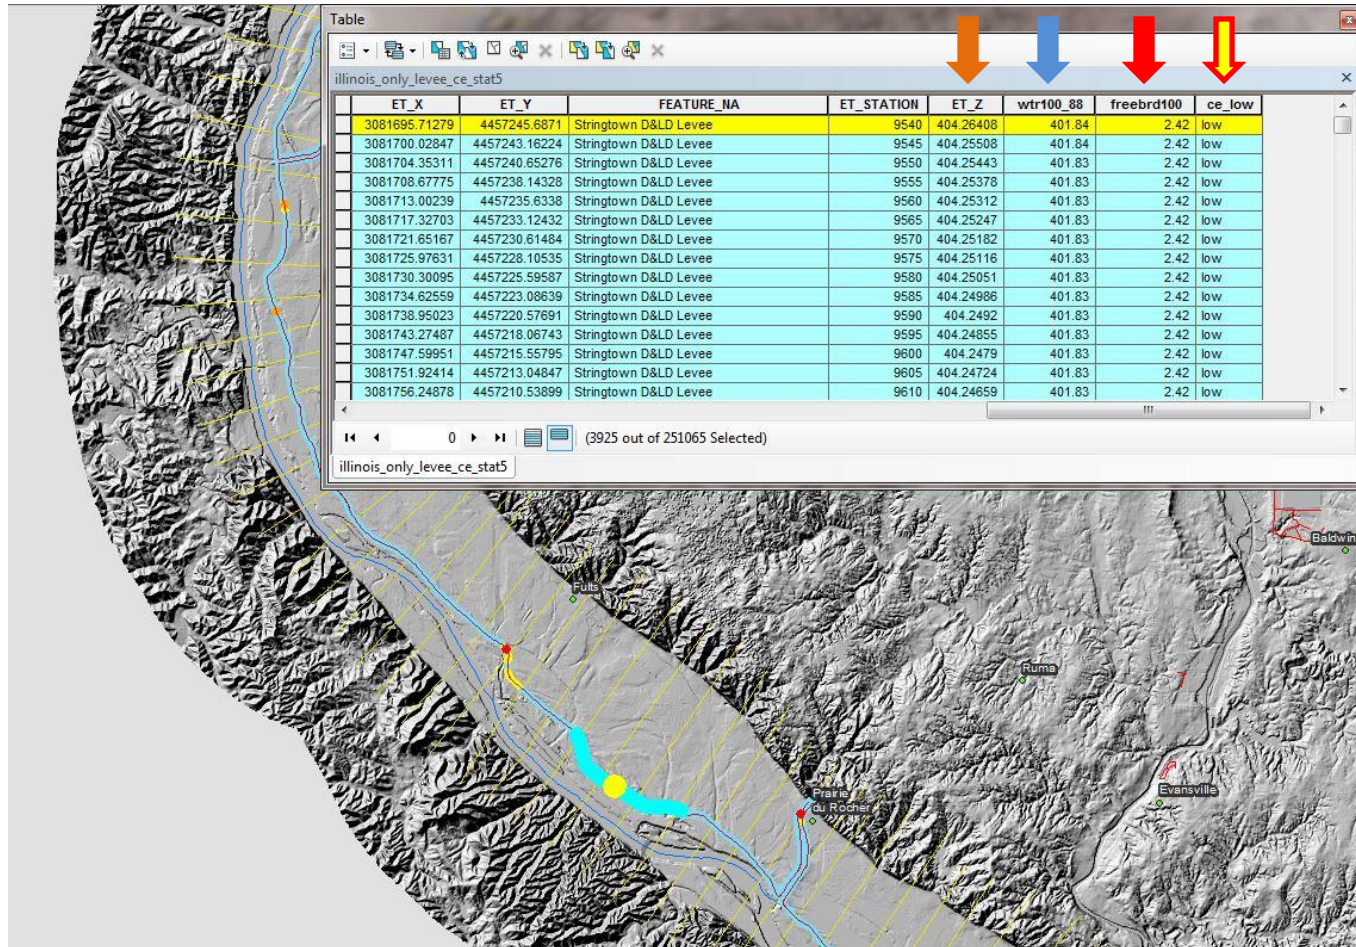 Table
illinois_only_levee_ce_stat5
ET_X ET_Y FEATURE_NA ET_STATION ET_Z wtr100_88 freebrd100 ce_low
3081695.71279 4457245.6871 Stringtown D&LD Levee 9540 404.26408 401.84 2.42 low
3081700.02847 4457243.16224 Stringtown D&LD Levee 9545 404.25508 401.84 2.42 low
3081704.35311 4457240.65276 Stringtown D&LD Levee 9550 404.25443 401.83 2.42 low
3081708.67775 4457238.14328 Stringtown D&LD Levee 9555 404.25378 401.83 2.42 low
3081713.00239 4457235.6338 Stringtown D&LD Levee 9560 404.25312 401.83 2.42 low
3081717.32703 4457233.12432 Stringtown D&LD Levee 9565 404.25247 401.83 2.42 low
3081721.65167 4457230.61484 Stringtown D&LD Levee 9570 404.25182 401.83 2.42 low
3081725.97631 4457228.10535 Stringtown D&LD Levee 9575 404.25116 401.83 2.42 low
3081730.30095 4457225.59587 Stringtown D&LD Levee 9580 404.25051 401.83 2.42 low
3081734.62559 4457223.08639 Stringtown D&LD Levee 9585 404.24986 401.83 2.42 low
3081738.95023 4457220.57691 Stringtown D&LD Levee 9590 404.2492 401.83 2.42 low
3081743.27487 4457218.06743 Stringtown D&LD Levee 9595 404.24855 401.83 2.42 low
3081747.59951 4457215.55795 Stringtown D&LD Levee 9600 404.2479 401.83 2.42 low
3081751.92414 4457213.04847 Stringtown D&LD Levee 9605 404.24724 401.83 2.42 low
3081756.24878 4457210.53899 Stringtown D&LD Levee 9610 404.24659 401.83 2.42 low
0 (3925 out of 251065 Selected)
illinois_only_levee_ce_stat5
Baldwin
Fults
Ruma
Prairie
du Rocher
Evansville